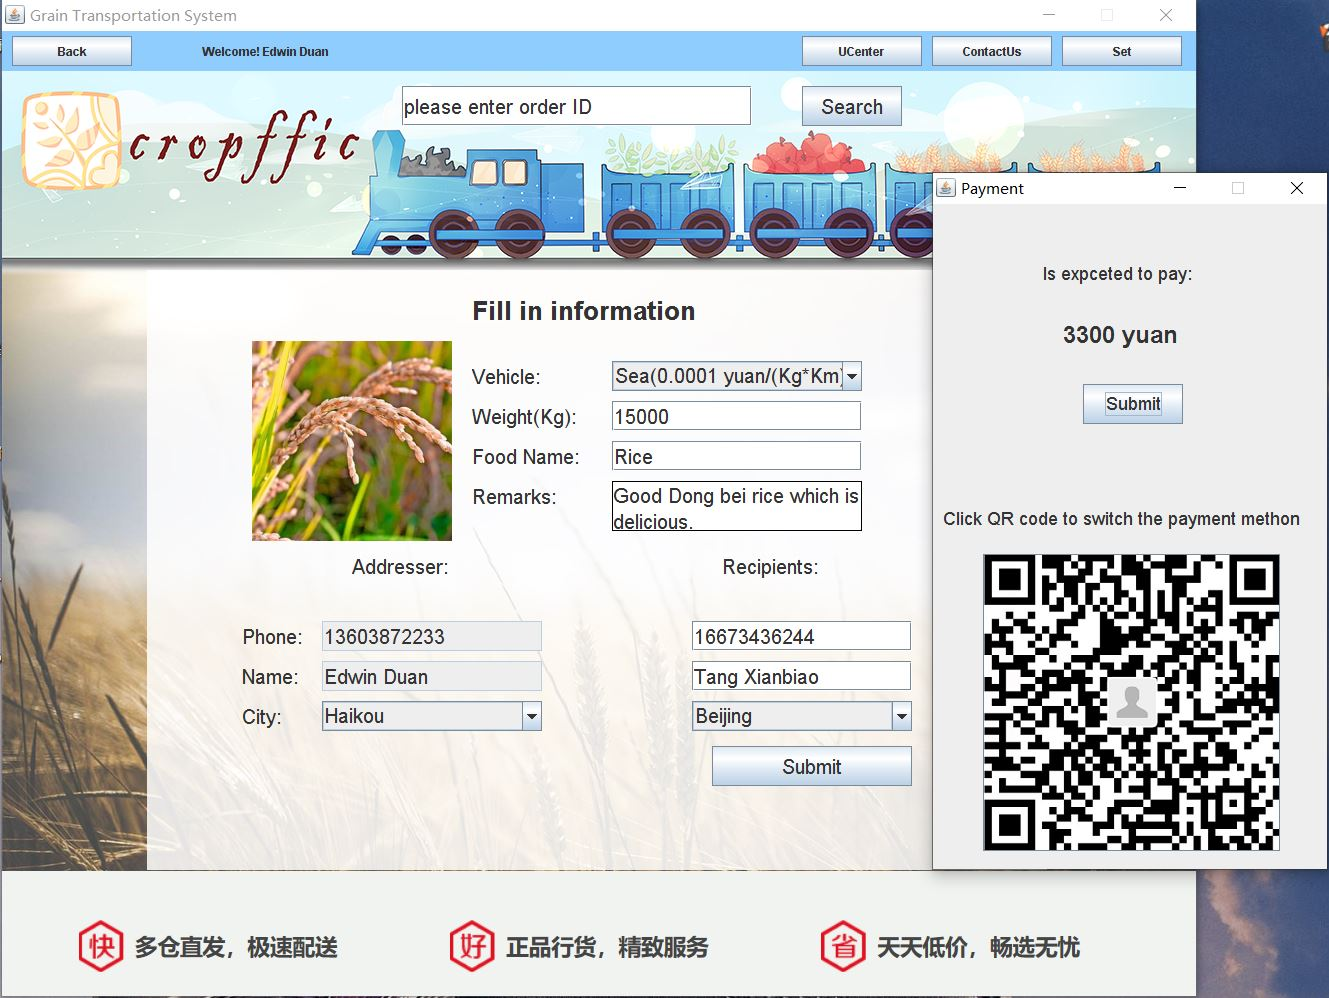 Grain Transportation System
Back
Welcome! Edwin Duan
UCenter
ContactUs
Set
cropffic
please enter order ID
Search
Fill in information
Vehicle:
Sea(0.0001 yuan/(Kg*Km)
Weight(Kg):
15000
Food Name:
Rice
Remarks:
Good Dong bei rice which is
delicious.
Addresser:
Recipients:
Phone:
13603872233
16673436244
Name:
Edwin Duan
Tang Xianbiao
City:
Haikou
Beijing
Submit
Payment
Is expceted to pay:
3300 yuan
Submit
Click QR code to switch the payment methon
快 多仓直发，极速配送
好 正品行货，精致服务
省 天天低价，畅选无忧